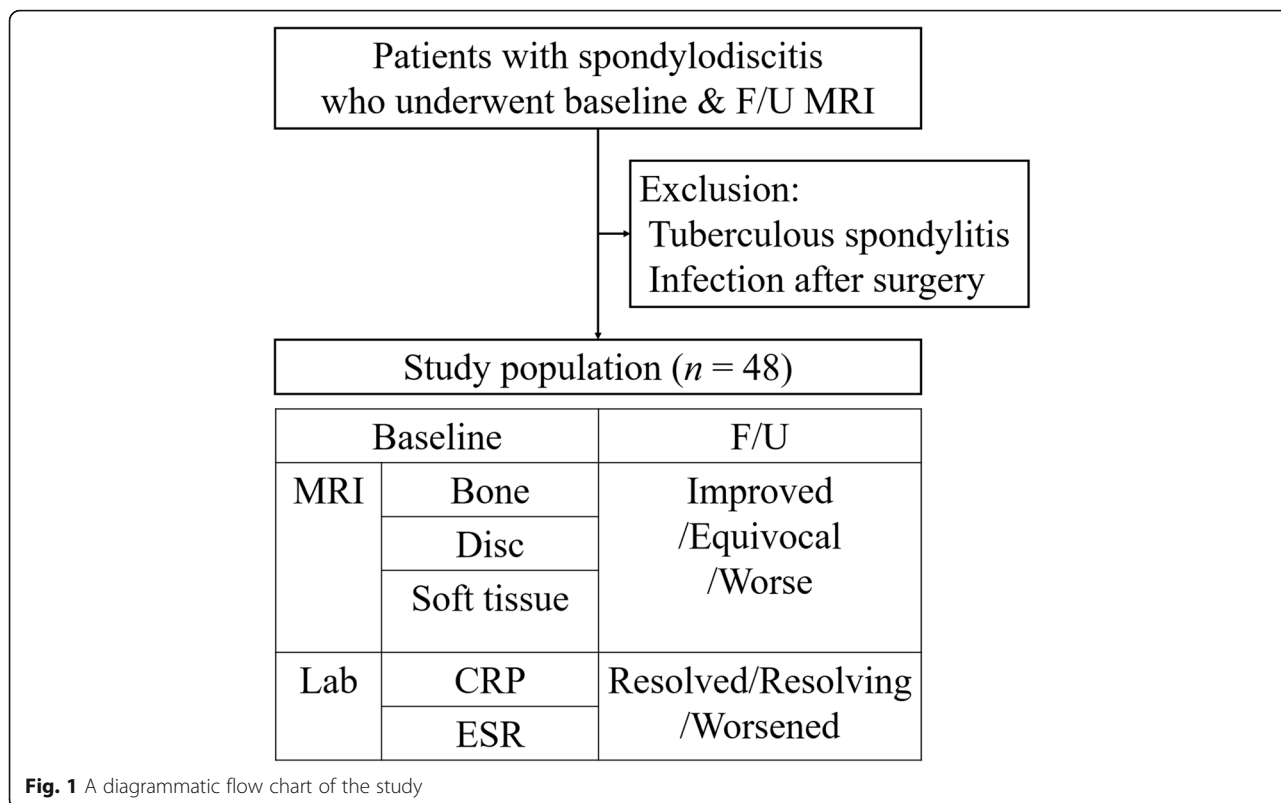 Patients with spondylodiscitis
who underwent baseline & F/U MRI
Exclusion:
Tuberculous spondylitis
Infection after surgery
Study population (n = 48)
Baseline F/U
MRI Bone Improved
Disc /Equivocal
Soft tissue /Worse
Lab CRP Resolved/Resolving
ESR /Worsened
Fig. 1 A diagrammatic flow chart of the study